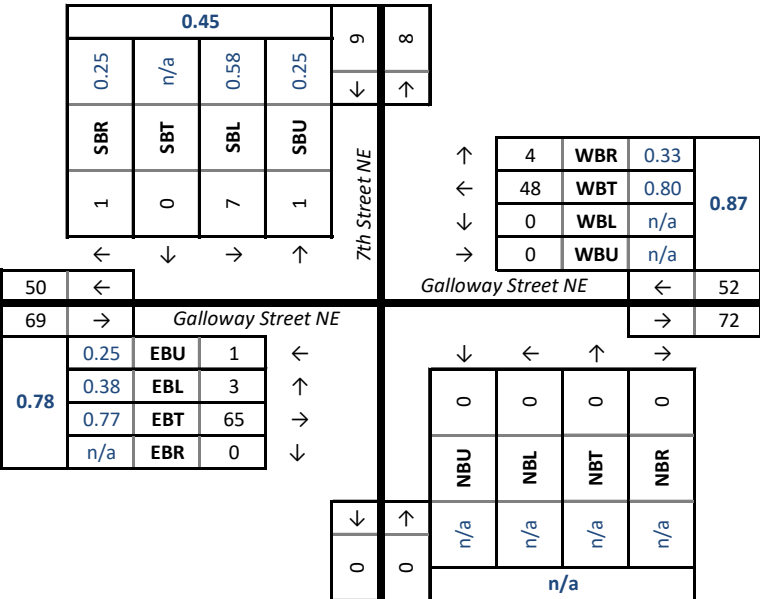 0.45
9 8
0.25 n/a 0.58 0.25
↓ ↑
SBR SBT SBL SBU
7th Street NE
1 0 7 1
← ↓ → ↑
↑ 4 WBR 0.33
← 48 WBT 0.80
0.87
↓ 0 WBL n/a
→ 0 WBU n/a
50 ←
Galloway Street NE
← 52
69 →
Galloway Street NE
→ 72
0.25 EBU 1 ←
0.38 EBL 3 ↑
0.78
0.77 EBT 65 →
n/a EBR 0 ↓
↓ ← ↑ →
0 0 0 0
NBU NBL NBT NBR
↓ ↑
n/a n/a n/a n/a
0 0
n/a